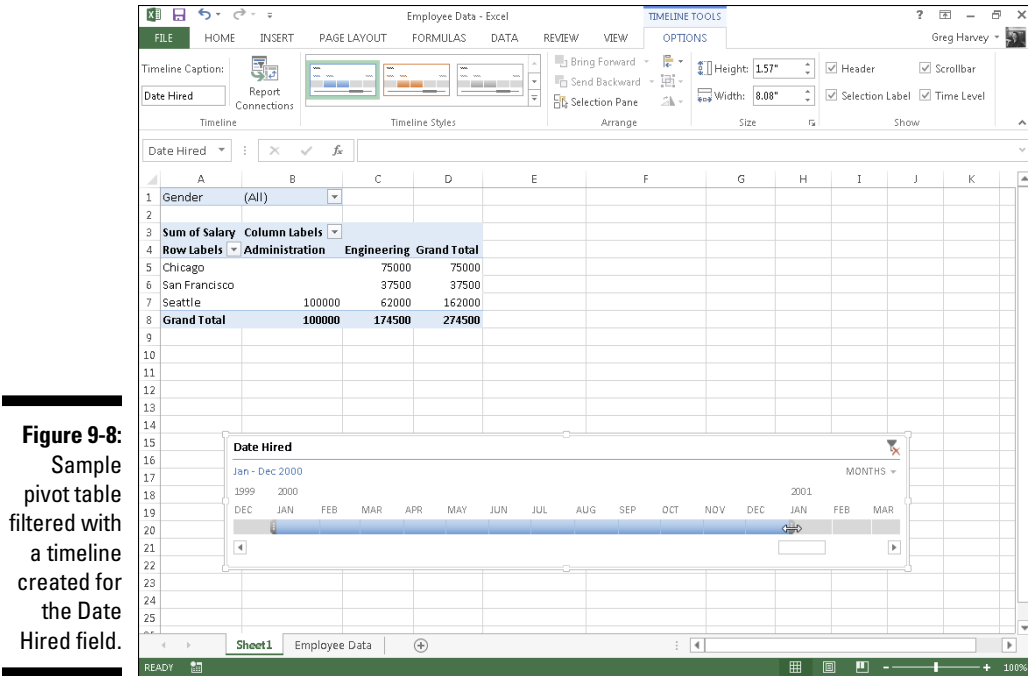 Employee Data - Excel
TIMELINE TOOLS
?
FILE HOME INSERT PAGE LAYOUT FORMULAS DATA REVIEW VIEW OPTIONS
Greg Harvey
Timeline Caption:
Date Hired
Report
Connections
Bring Forward
Send Backward
Selection Pane
Height: 1.57"
Width: 8.08"
Header
Scrollbar
Selection Label
Time Level
Timeline
Timeline Styles
Arrange
Size
Show
Date Hired
fx
A B C D E F G H I J K
1 Gender (All)
2
3 Sum of Salary Column Labels
4 Row Labels Administration Engineering Grand Total
5 Chicago 75000 75000
6 San Francisco 37500 37500
7 Seattle 100000 62000 162000
8 Grand Total 100000 174500 274500
9
10
11
12
13
14
15
16
17
18
19
20
21
22
23
24
25
Date Hired
Jan - Dec 2000
MONTHS
1999 2000 2001
DEC JAN FEB MAR APR MAY JUN JUL AUG SEP OCT NOV DEC JAN FEB MAR
Sheet1
Employee Data
READY
100%
Figure 9-8:
Sample
pivot table
filtered with
a timeline
created for
the Date
Hired field.